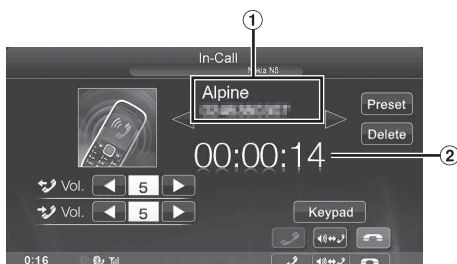 1
In-Call
Nokia N8
Alpine
Preset
Delete
00:00:14
2
Vol. 5
Vol. 5
Keypad
0:16